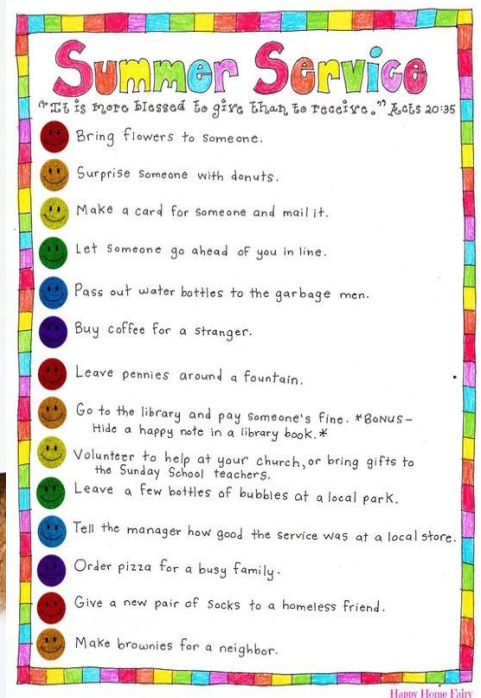 Summer Service
"It is more blessed to give than to receive." Acts 20:35
Bring flowers to someone.
Surprise someone with donuts.
Make a card for someone and mail it.
Let someone go ahead of you in line.
Pass out water bottles to the garbage men.
Buy coffee for a stranger.
Leave pennies around a fountain.
Go to the library and pay someone's fine. *BONUS-
Hide a happy note in a library book.*
Volunteer to help at your church, or bring gifts to
the Sunday School teachers.
Leave a few bottles of bubbles at a local park.
Tell the manager how good the service was at a local store.
Order pizza for a busy family.
Give a new pair of socks to a homeless friend.
Make brownies for a neighbor.
Happy Home Fairy